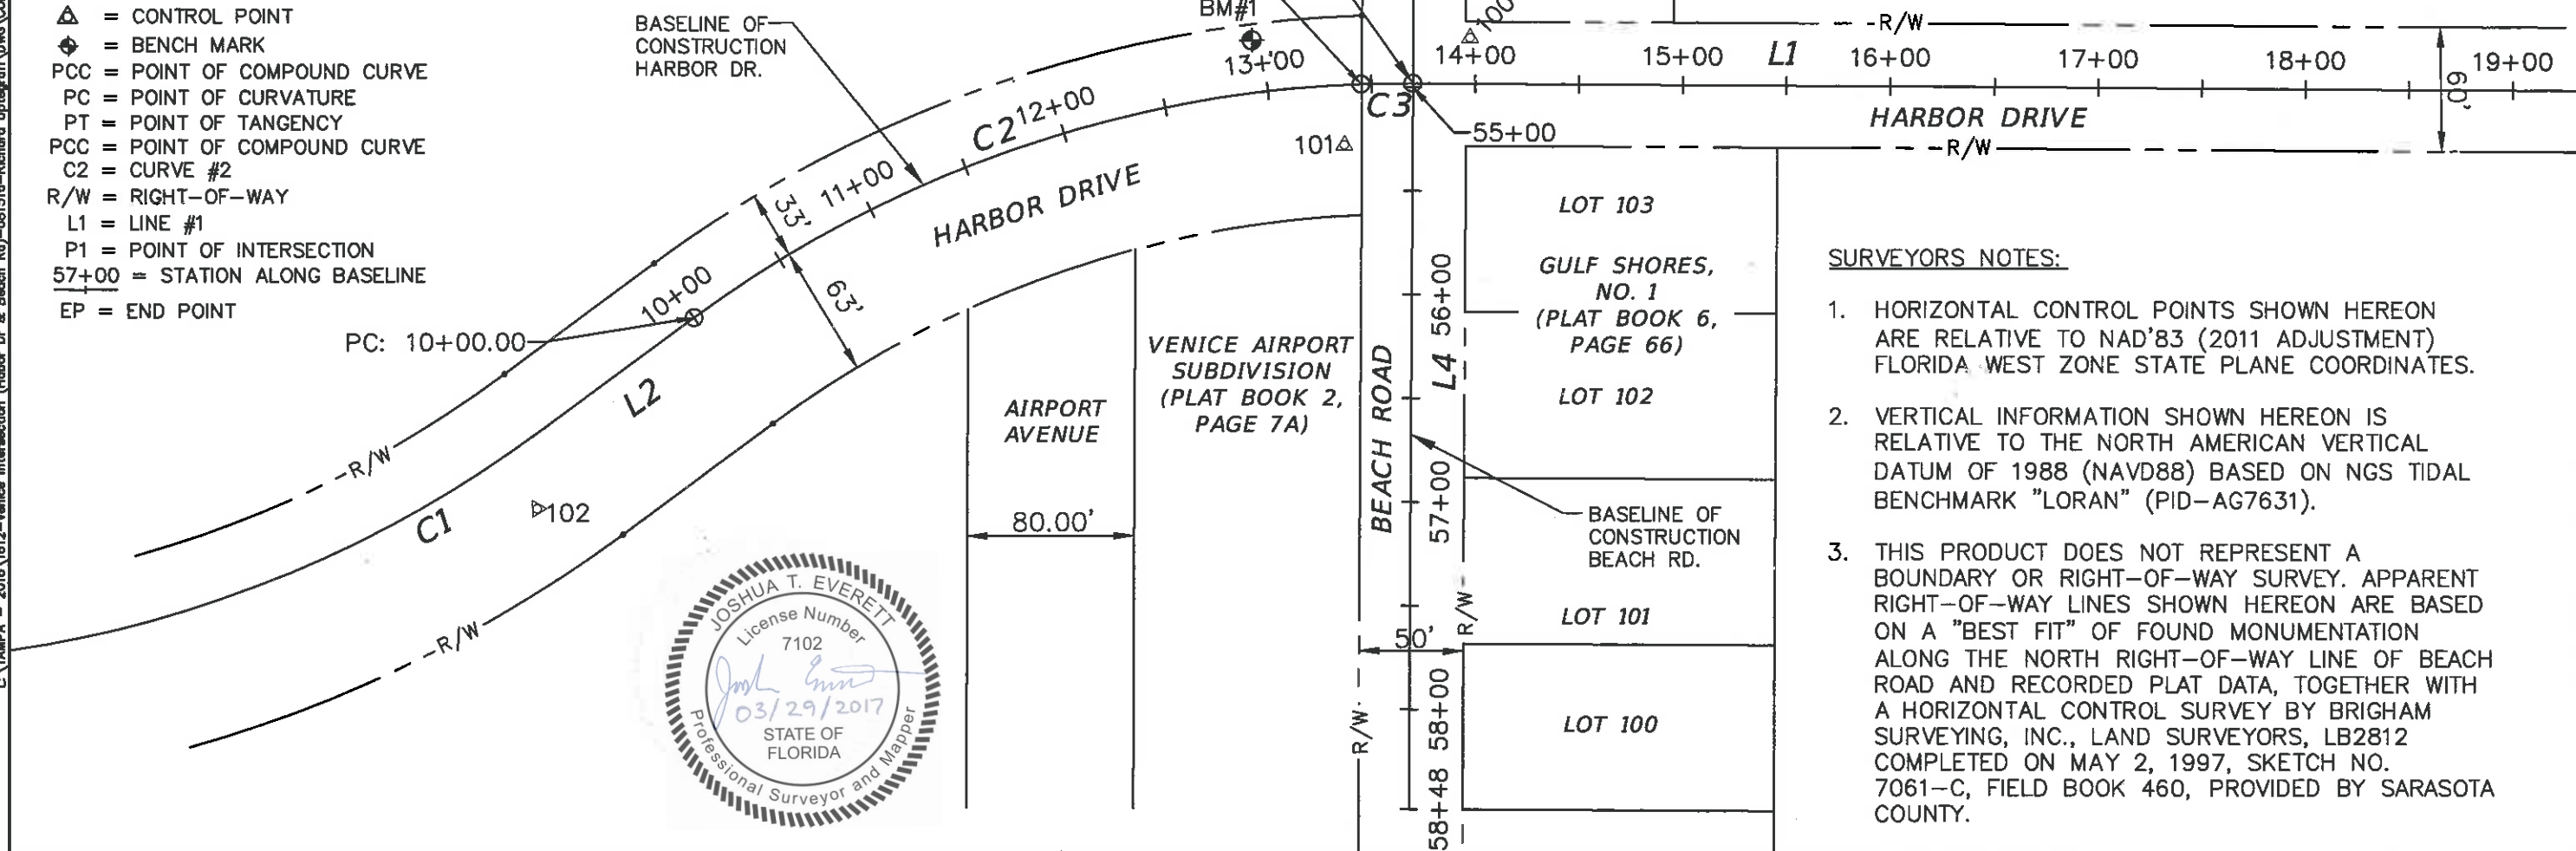 = CONTROL POINT
= BENCH MARK
PCC = POINT OF COMPOUND CURVE
PC = POINT OF CURVATURE
PT = POINT OF TANGENCY
PCC = POINT OF COMPOUND CURVE
C2 = CURVE #2
R/W = RIGHT-OF-WAY
L1 = LINE #1
P1 = POINT OF INTERSECTION
57+00 = STATION ALONG BASELINE
EP = END POINT
BASELINE OF
CONSTRUCTION
HARBOR DR.
BM#1
13+00
C2
12+00
11+00
33'
HARBOR DRIVE
63'
10+00
PC: 10+00.00
L2
C1
102
R/W
R/W
AIRPORT
AVENUE
80.00'
VENICE AIRPORT
SUBDIVISION
(PLAT BOOK 2,
PAGE 7A)
101
C3
100
14+00
15+00
L1
16+00
17+00
18+00
19+00
R/W
60'
HARBOR DRIVE
R/W
55+00
BEACH ROAD
L4
56+00
57+00
58+00
58+48
R/W
R/W
50'
LOT 103
GULF SHORES,
NO. 1
(PLAT BOOK 6,
PAGE 66)
LOT 102
BASELINE OF
CONSTRUCTION
BEACH RD.
LOT 101
LOT 100
JOSHUA T. EVERETT
License Number
7102
03/29/2017
STATE OF
FLORIDA
Professional Surveyor and Mapper
SURVEYORS NOTES:
1. HORIZONTAL CONTROL POINTS SHOWN HEREON
ARE RELATIVE TO NAD'83 (2011 ADJUSTMENT)
FLORIDA WEST ZONE STATE PLANE COORDINATES.
2. VERTICAL INFORMATION SHOWN HEREON IS
RELATIVE TO THE NORTH AMERICAN VERTICAL
DATUM OF 1988 (NAVD88) BASED ON NGS TIDAL
BENCHMARK "LORAN" (PID-AG7631).
3. THIS PRODUCT DOES NOT REPRESENT A
BOUNDARY OR RIGHT-OF-WAY SURVEY. APPARENT
RIGHT-OF-WAY LINES SHOWN HEREON ARE BASED
ON A "BEST FIT" OF FOUND MONUMENTATION
ALONG THE NORTH RIGHT-OF-WAY LINE OF BEACH
ROAD AND RECORDED PLAT DATA, TOGETHER WITH
A HORIZONTAL CONTROL SURVEY BY BRIGHAM
SURVEYING, INC., LAND SURVEYORS, LB2812
COMPLETED ON MAY 2, 1997, SKETCH NO.
7061-C, FIELD BOOK 460, PROVIDED BY SARASOTA
COUNTY.